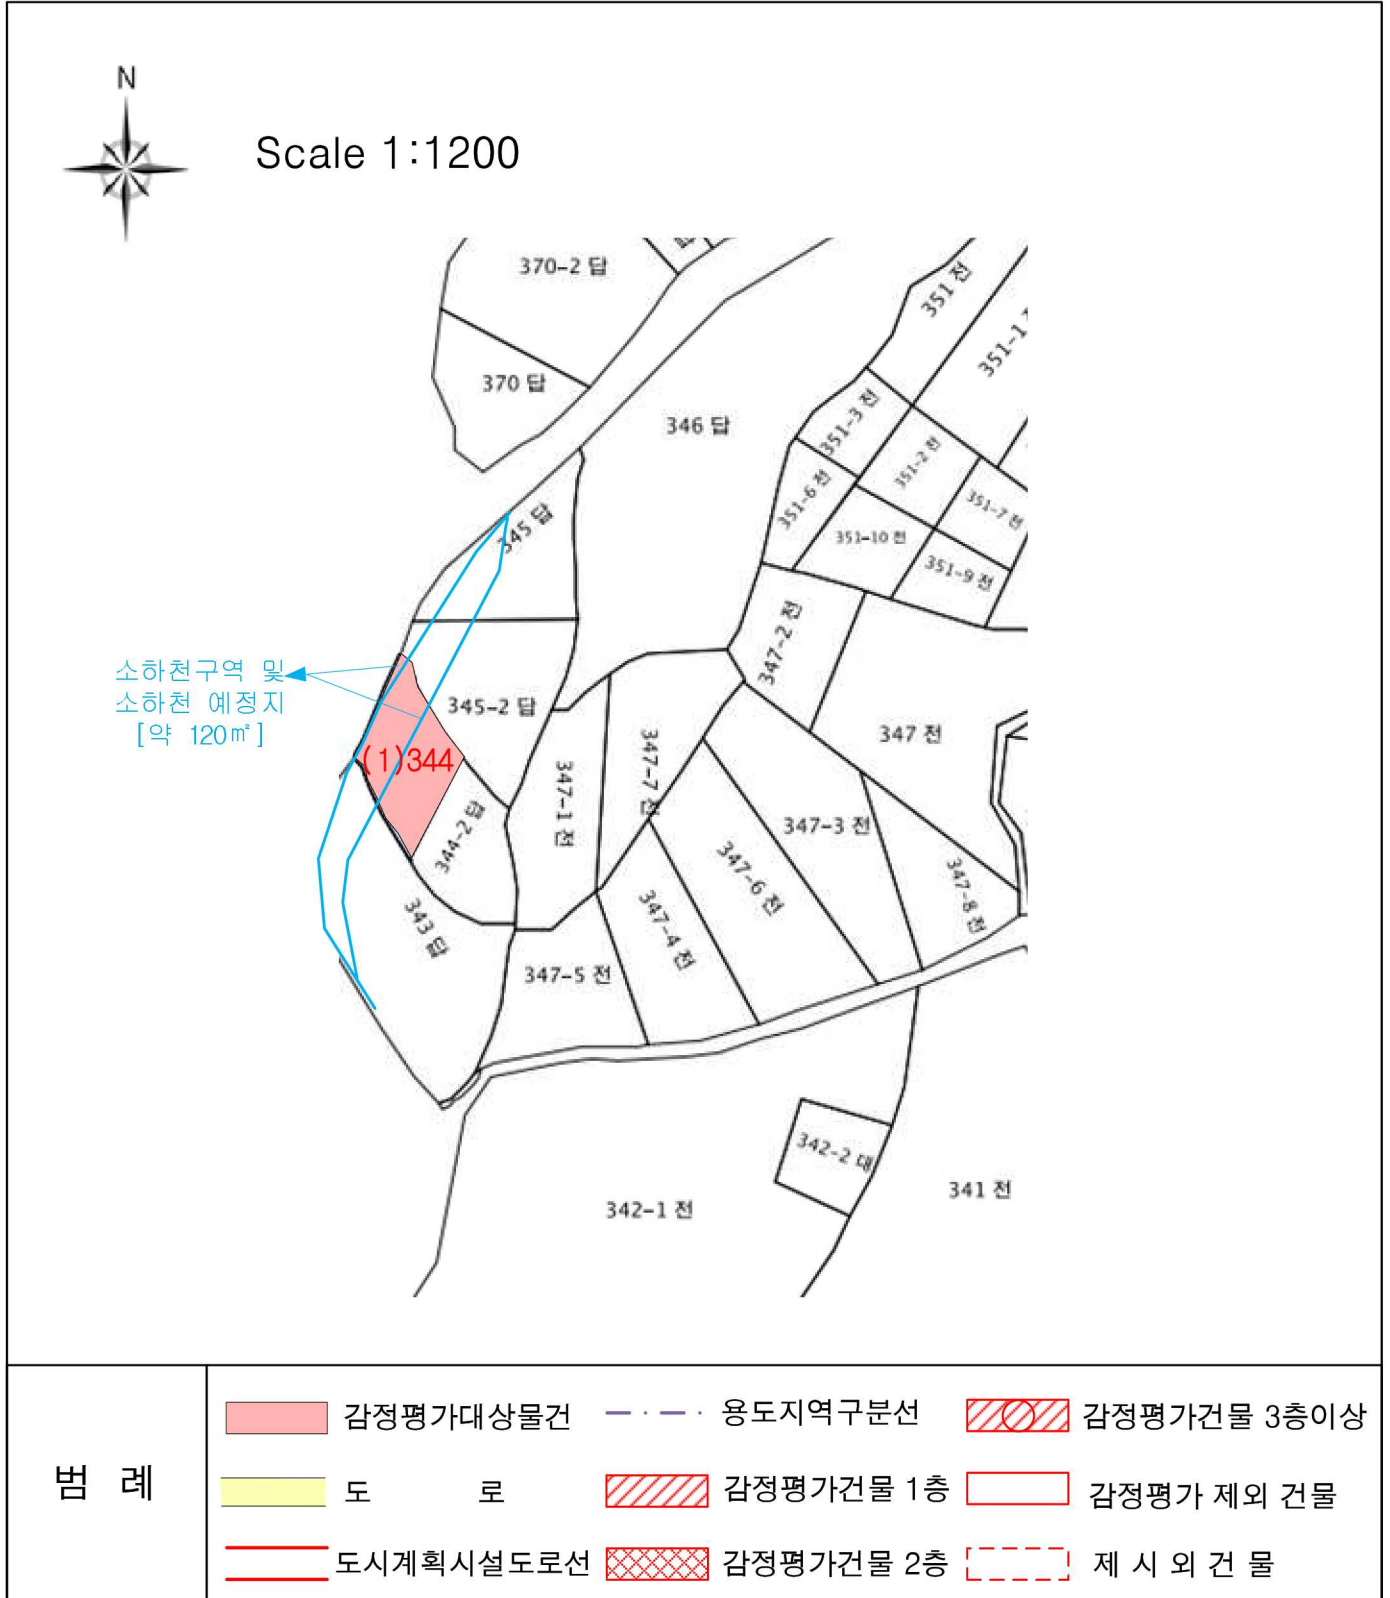 N
Scale 1:1200
370-2 답
370 답
346 답
351 전
351-1
351-3 전
351-2 전
351-6 전
351-7 전
351-10 전
351-9 전
345 답
347-2 전
소하천구역 및
소하천 예정지
[약 120㎡]
345-2 답
(1)344
347-7 전
347 전
347-1 전
344-2 답
347-3 전
347-6 전
347-8 전
343 답
347-4 전
347-5 전
342-2 대
341 전
342-1 전
범 례
감정평가대상물건
용도지역구분선
감정평가건물 3층이상
도 로
감정평가건물 1층
감정평가 제외 건물
도시계획시설도로선
감정평가건물 2층
제 시 외 건 물